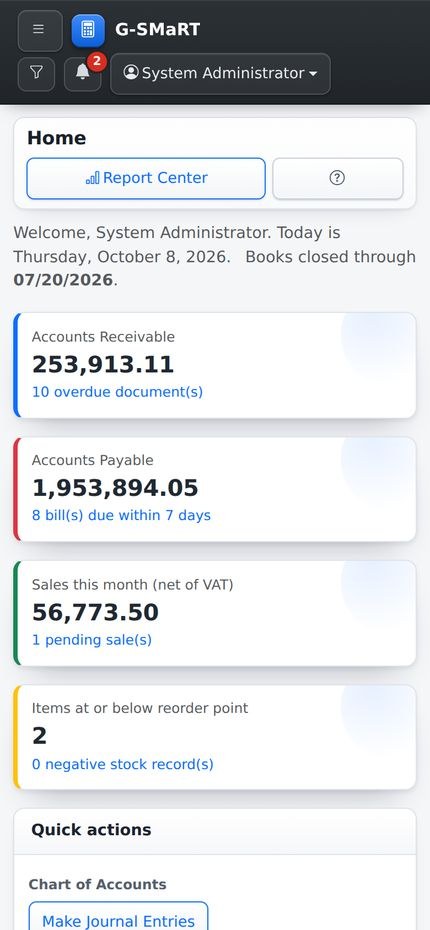 G-SMaRT
2
System Administrator
Home
Report Center
Welcome, System Administrator. Today is
Thursday, October 8, 2026. Books closed through
07/20/2026.
Accounts Receivable
253,913.11
10 overdue document(s)
Accounts Payable
1,953,894.05
8 bill(s) due within 7 days
Sales this month (net of VAT)
56,773.50
1 pending sale(s)
Items at or below reorder point
2
0 negative stock record(s)
Quick actions
Chart of Accounts
Make Journal Entries